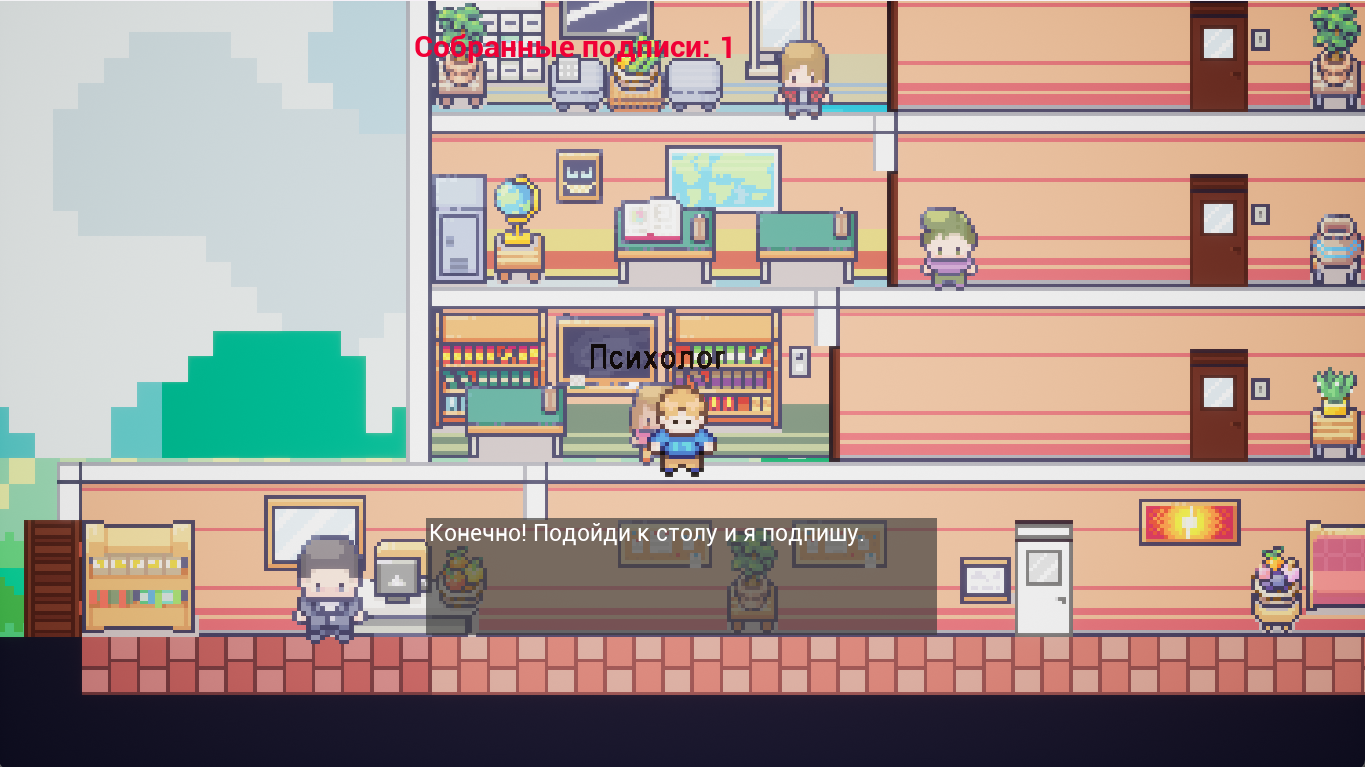 Собранные подписи: 1
Психолог
Конечно! Подойди к столу и я подпишу.